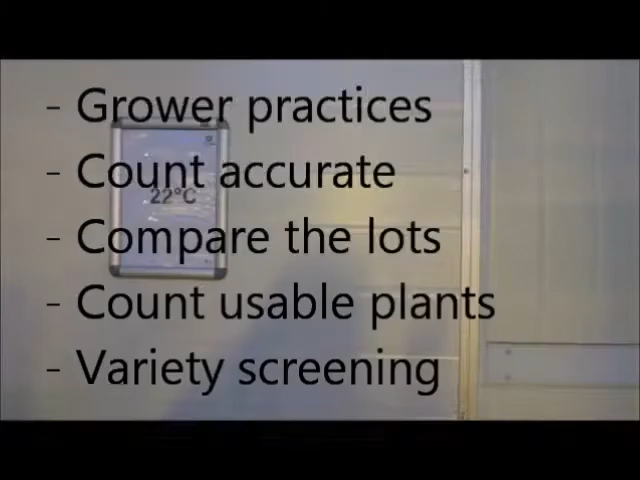 - Grower practices
- Count accurate
22°C
- Compare the lots
- Count usable plants
- Variety screening